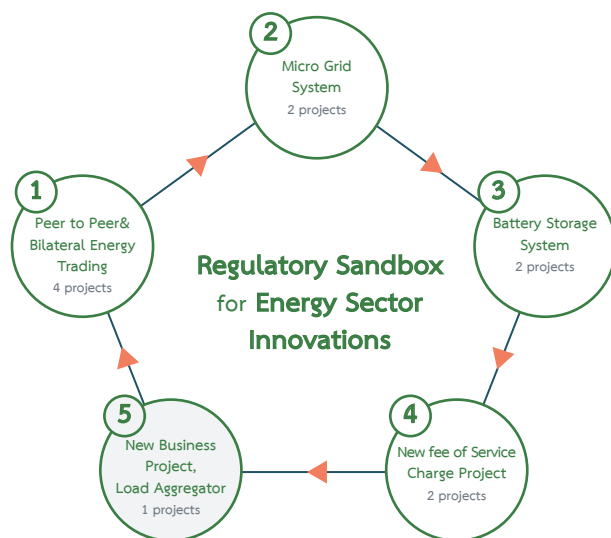 1
Peer to Peer&
Bilateral Energy
Trading
4 projects
2
Micro Grid
System
2 projects
3
Battery Storage
System
2 projects
4
New fee of Service
Charge Project
2 projects
5
New Business
Project,
Load Aggregator
1 projects
Regulatory Sandbox
for Energy Sector
Innovations